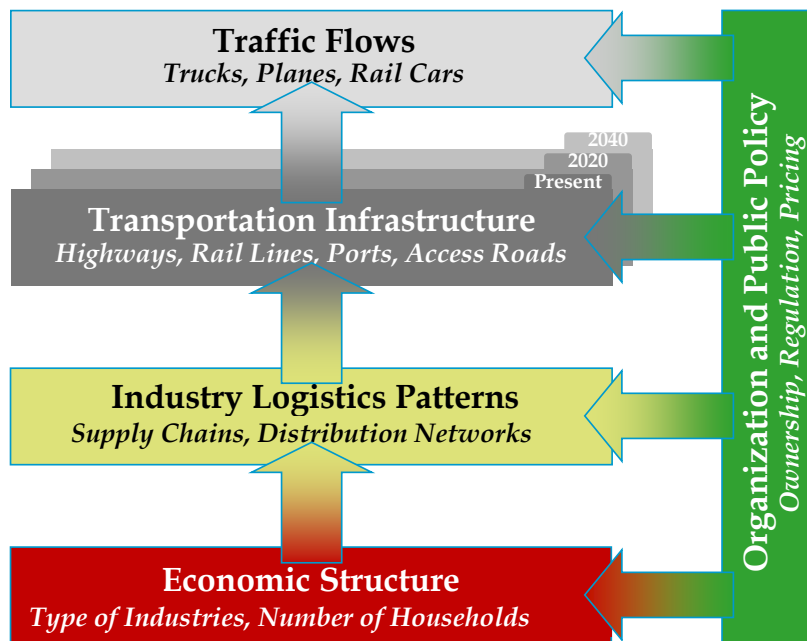 Traffic Flows
Trucks, Planes, Rail Cars
2040
2020
Present
Transportation Infrastructure
Highways, Rail Lines, Ports, Access Roads
Industry Logistics Patterns
Supply Chains, Distribution Networks
Economic Structure
Type of Industries, Number of Households
Organization and Public Policy
Ownership, Regulation, Pricing